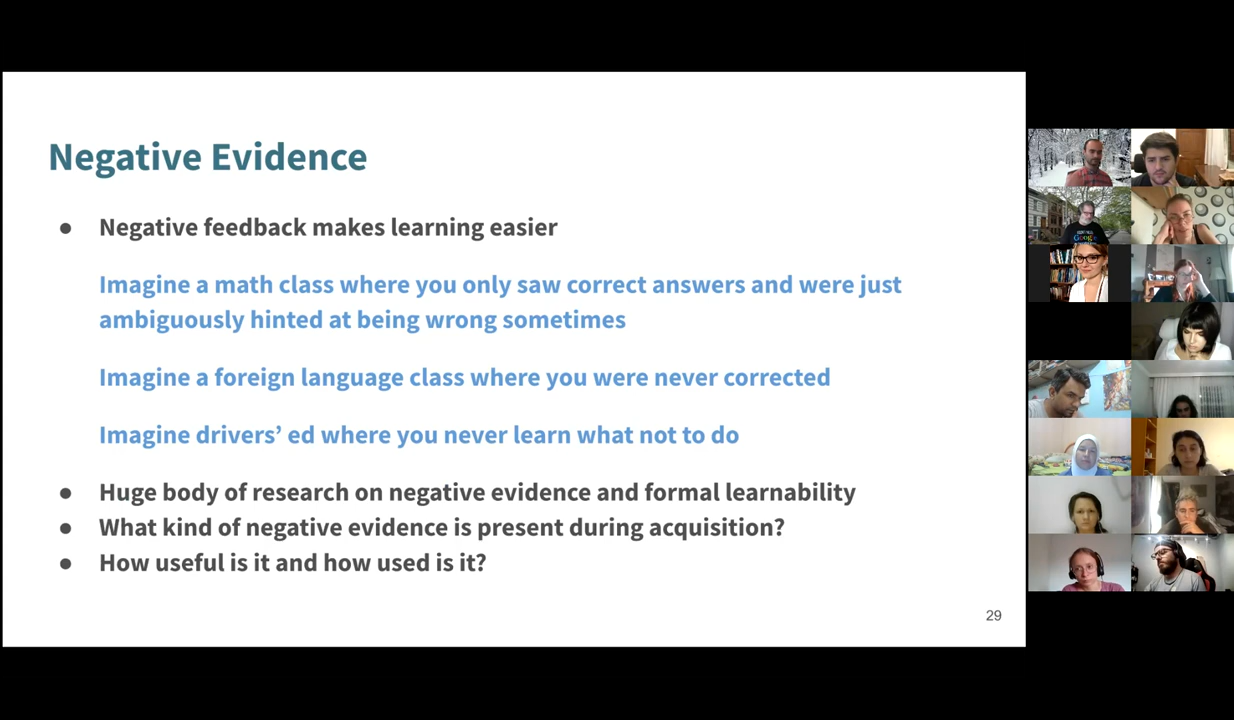 Negative Evidence
● Negative feedback makes learning easier
Imagine a math class where you only saw correct answers and were just
ambiguously hinted at being wrong sometimes
Imagine a foreign language class where you were never corrected
Imagine drivers’ ed where you never learn what not to do
● Huge body of research on negative evidence and formal learnability
● What kind of negative evidence is present during acquisition?
● How useful is it and how used is it?
29
Google